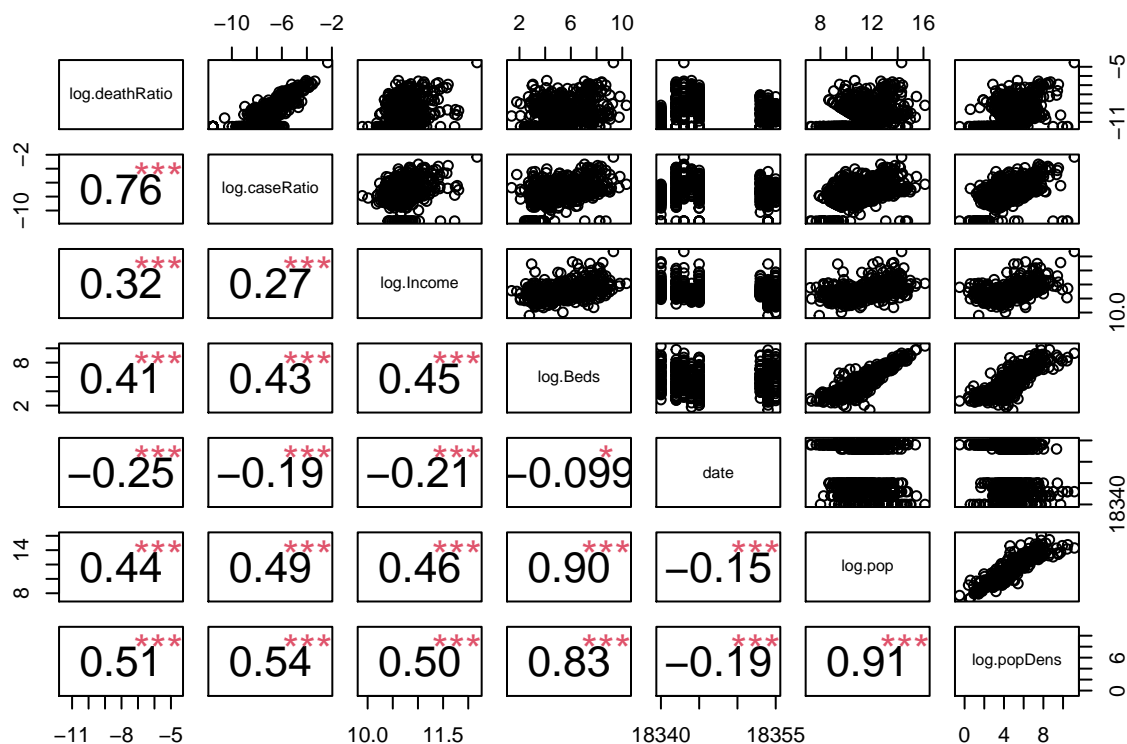 −10 −6 −2 2 4 6 8 10 8 12 16
log.deathRatio −5 −11
−2 −10 0.76 *** log.caseRatio
0.32 *** 0.27 *** log.Income 10.0
8 2 0.41 *** 0.43 *** 0.45 *** log.Beds
−0.25 *** −0.19 *** −0.21 *** −0.099 * date 18340
14 8 0.44 *** 0.49 *** 0.46 *** 0.90 *** −0.15 *** log.pop
0.51 *** 0.54 *** 0.50 *** 0.83 *** −0.19 *** 0.91 *** log.popDens 6 0
−11 −8 −5 10.0 11.5 18340 18355 0 4 8